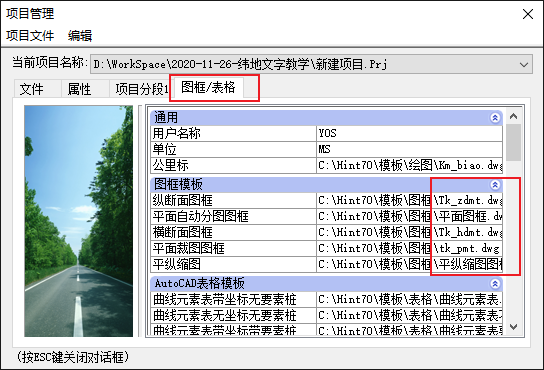 项目管理
项目文件 编辑
当前项目名称: D:\WorkSpace\2020-11-26-纬地文字教学\新建项目.Prj
文件 属性 项目分段1 图框/表格
通用
用户名称 YOS
单位 MS
公里标 C:\Hint70\模板\绘图\Km_biao.dwg
图框模板
纵断面图框 C:\Hint70\模板\图框\Tk_zdmt.dwg
平面自动分图图框 C:\Hint70\模板\图框\平面图框.dw
横断面图框 C:\Hint70\模板\图框\Tk_hdmt.dwg
平面裁图图框 C:\Hint70\模板\图框\tk_pmt.dwg
平纵缩图 C:\Hint70\模板\图框\平纵缩图图框
AutoCAD表格模板
曲线元素表带坐标无要素桩 C:\Hint70\模板\表格\曲线元素表.
曲线元素表无坐标无要素桩 C:\Hint70\模板\表格\曲线元素表
曲线元素表带坐标带要素桩 C:\Hint70\模板\表格\曲线元素表
(按ESC键关闭对话框)